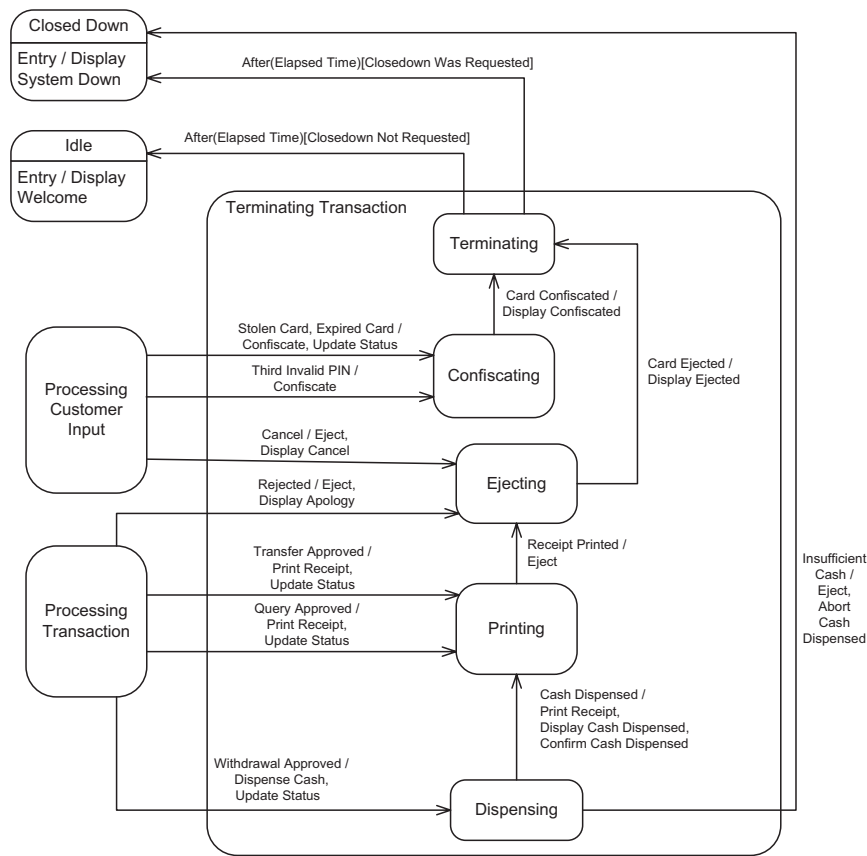 Closed Down
Entry / Display
System Down
After(Elapsed Time)[Closedown Was Requested]
Idle
Entry / Display
Welcome
After(Elapsed Time)[Closedown Not Requested]
Terminating Transaction
Terminating
Card Confiscated /
Display Confiscated
Stolen Card, Expired Card /
Confiscate, Update Status
Third Invalid PIN /
Confiscate
Confiscating
Card Ejected /
Display Ejected
Processing
Customer
Input
Cancel / Eject,
Display Cancel
Ejecting
Rejected / Eject,
Display Apology
Receipt Printed /
Eject
Processing
Transaction
Transfer Approved /
Print Receipt,
Update Status
Query Approved /
Print Receipt,
Update Status
Printing
Insufficient
Cash /
Eject,
Abort
Cash
Dispensed
Cash Dispensed /
Print Receipt,
Display Cash Dispensed,
Confirm Cash Dispensed
Withdrawal Approved /
Dispense Cash,
Update Status
Dispensing